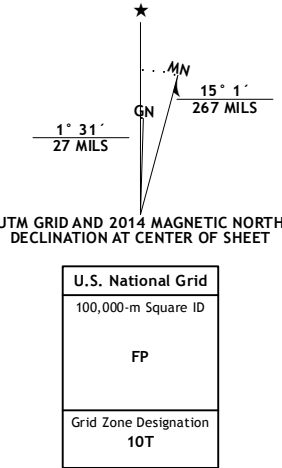 ★
MN
15° 1´
267 MILS
GN
1° 31´
27 MILS
UTM GRID AND 2014 MAGNETIC NORTH
DECLINATION AT CENTER OF SHEET
U.S. National Grid
100,000-m Square ID
FP
Grid Zone Designation
10T